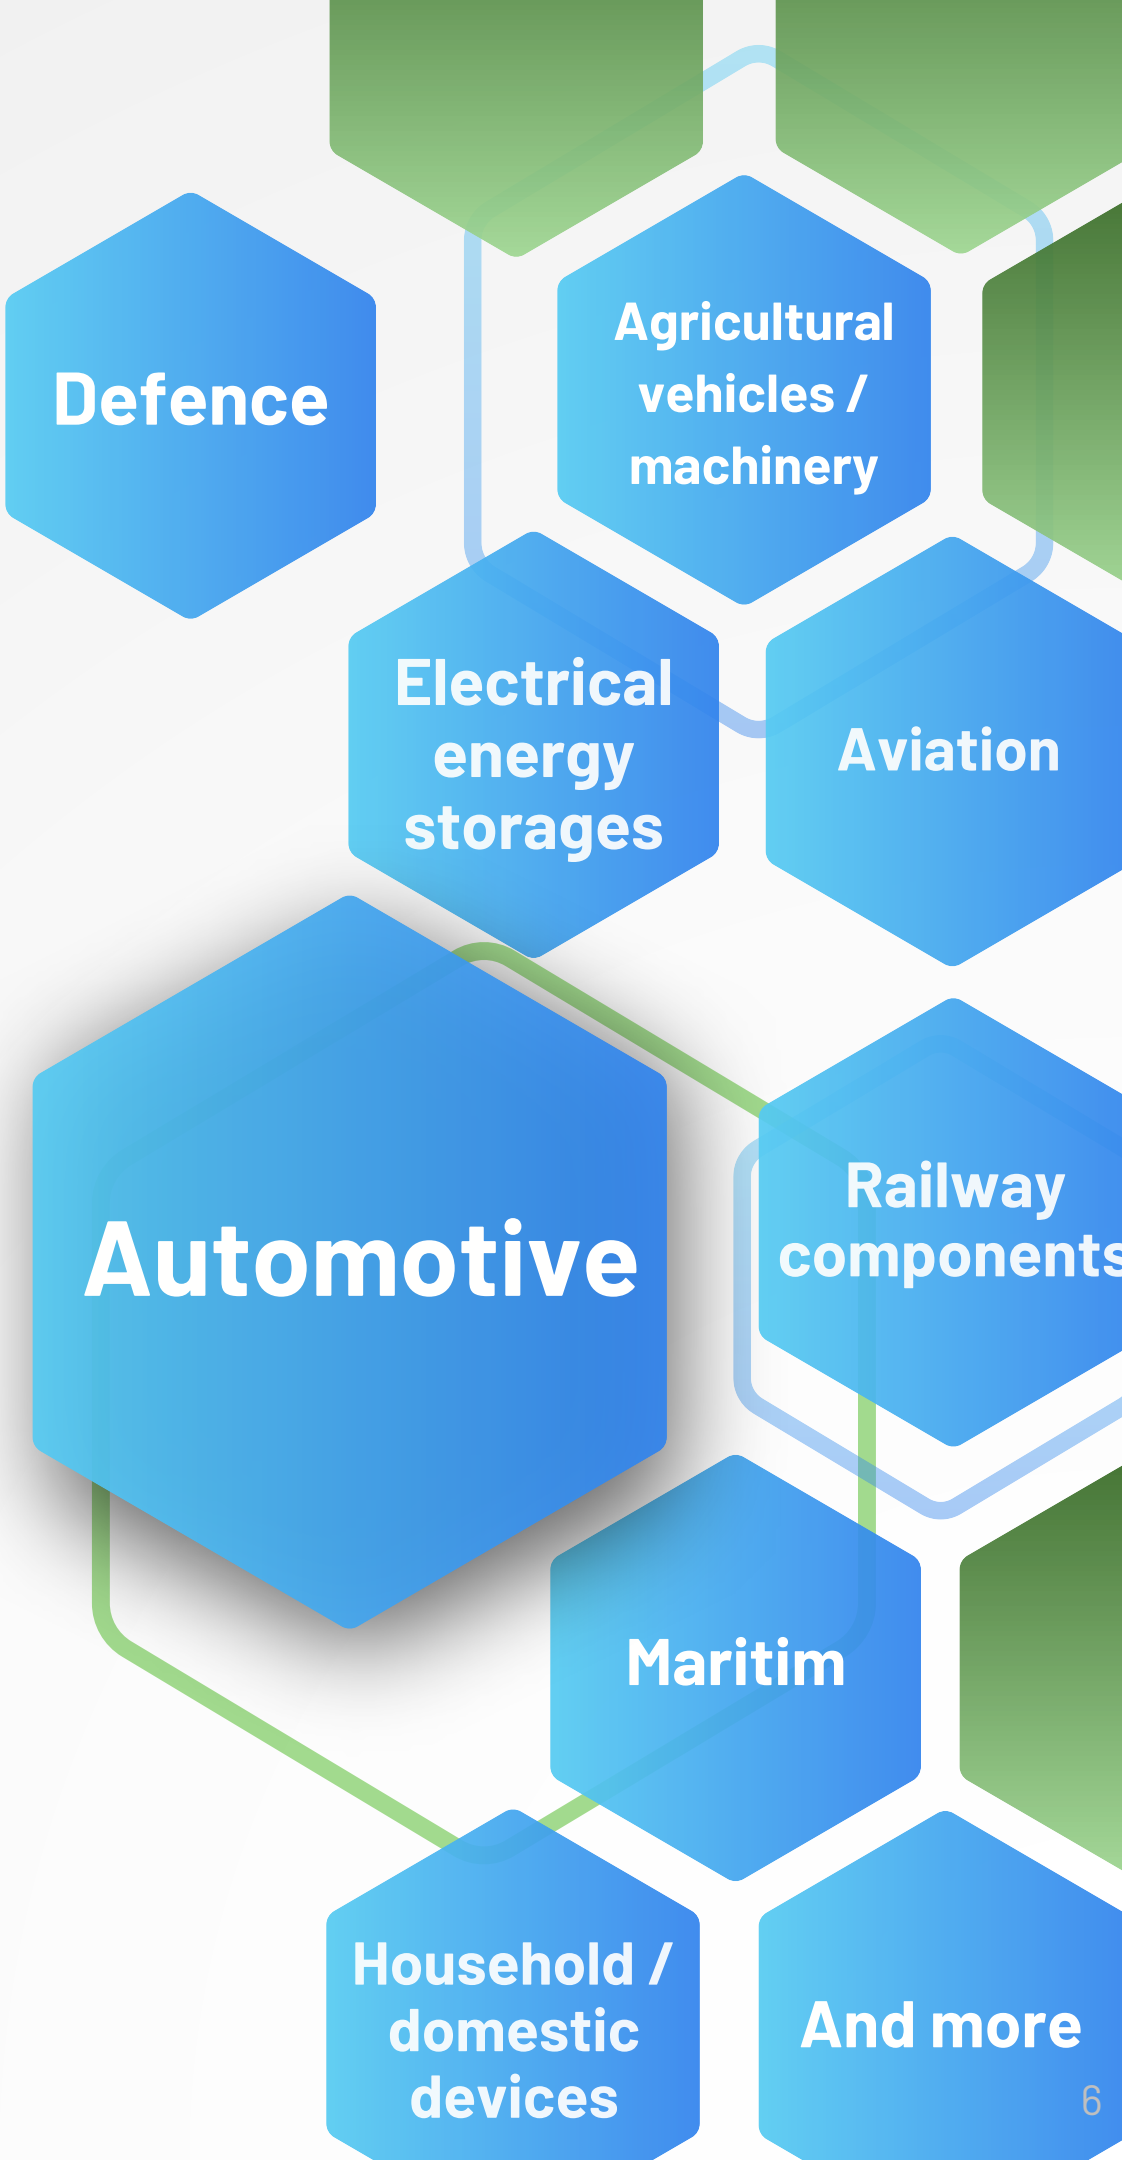 Defence
Agricultural
vehicles /
machinery
Electrical
energy
storages
Aviation
Automotive
Railway
components
Maritim
Household /
domestic
devices
And more
6